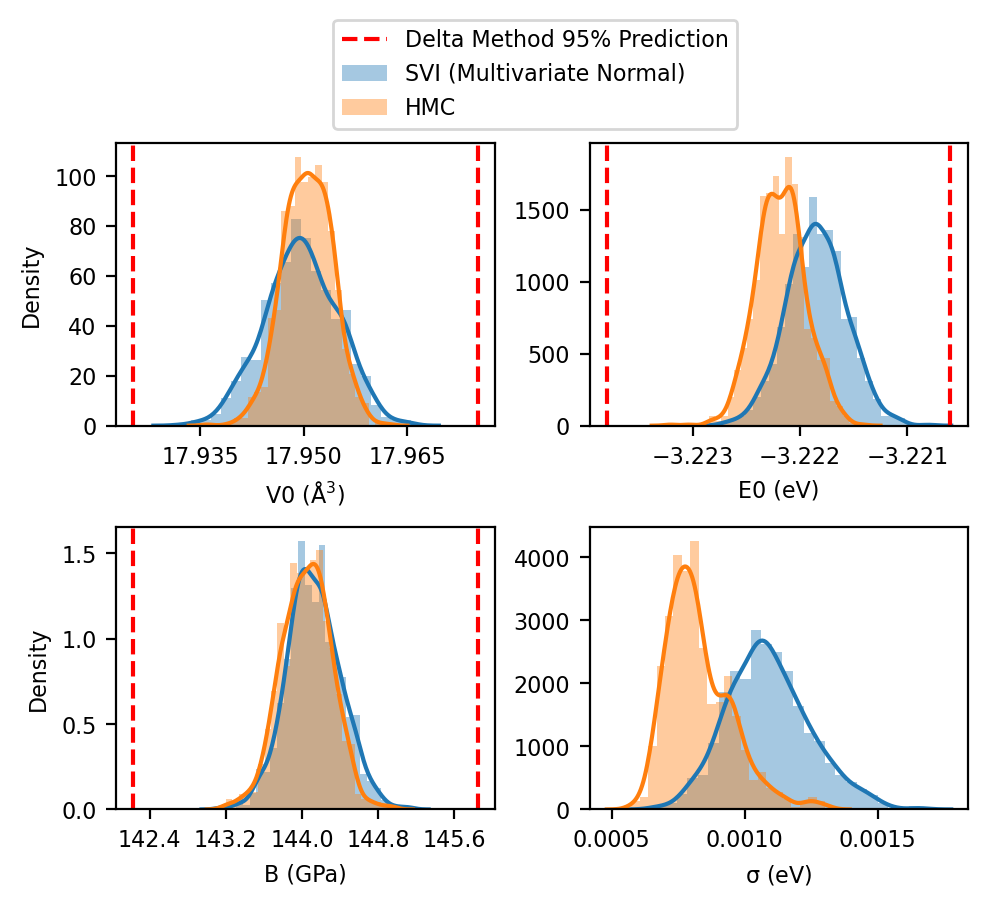 Delta Method 95% Prediction
SVI (Multivariate Normal)
HMC
Density
100
80
60
40
20
0
17.935 17.950 17.965
V0 (Å³)
1500
1000
500
0
−3.223 −3.222 −3.221
E0 (eV)
Density
1.5
1.0
0.5
0.0
142.4 143.2 144.0 144.8 145.6
B (GPa)
4000
3000
2000
1000
0
0.0005 0.0010 0.0015
σ (eV)